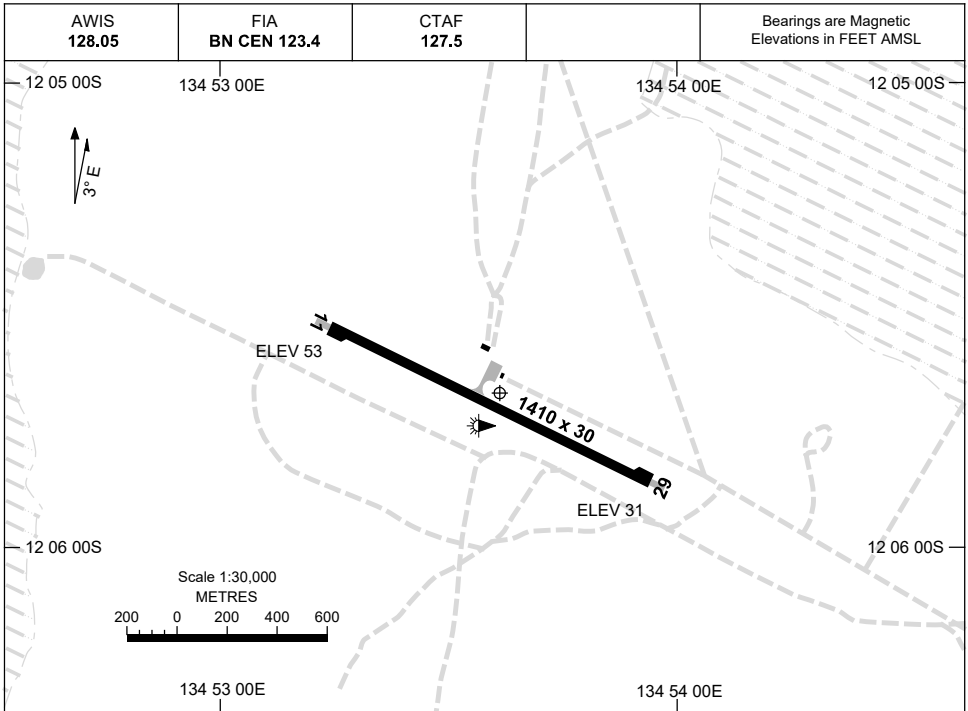 AWIS
128.05
FIA
BN CEN 123.4
CTAF
127.5
Bearings are Magnetic
Elevations in FEET AMSL
12 05 00S
134 53 00E
134 54 00E
12 05 00S
3° E
11
ELEV 53
1410 x 30
29
ELEV 31
12 06 00S
12 06 00S
Scale 1:30,000
METRES
200 0 200 400 600
134 53 00E
134 54 00E